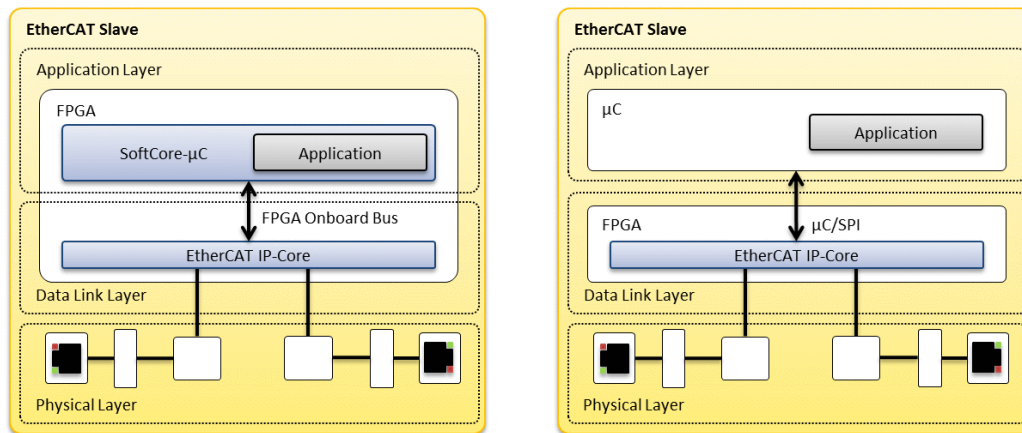 EtherCAT Slave
Application Layer
FPGA
SoftCore-µC
Application
FPGA Onboard Bus
EtherCAT IP-Core
Data Link Layer
Physical Layer
EtherCAT Slave
Application Layer
µC
Application
FPGA
µC/SPI
EtherCAT IP-Core
Data Link Layer
Physical Layer